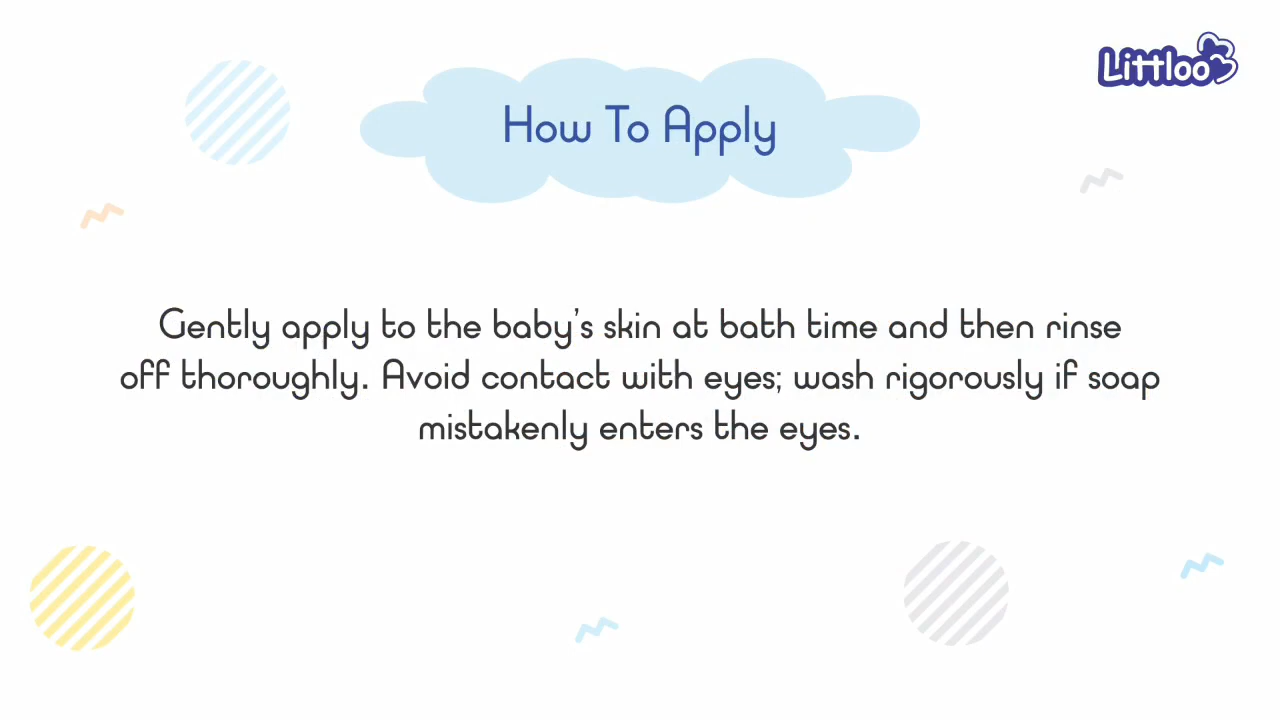 Littloo
How To Apply
Gently apply to the baby's skin at bath time and then rinse
off thoroughly. Avoid contact with eyes; wash rigorously if soap
mistakenly enters the eyes.